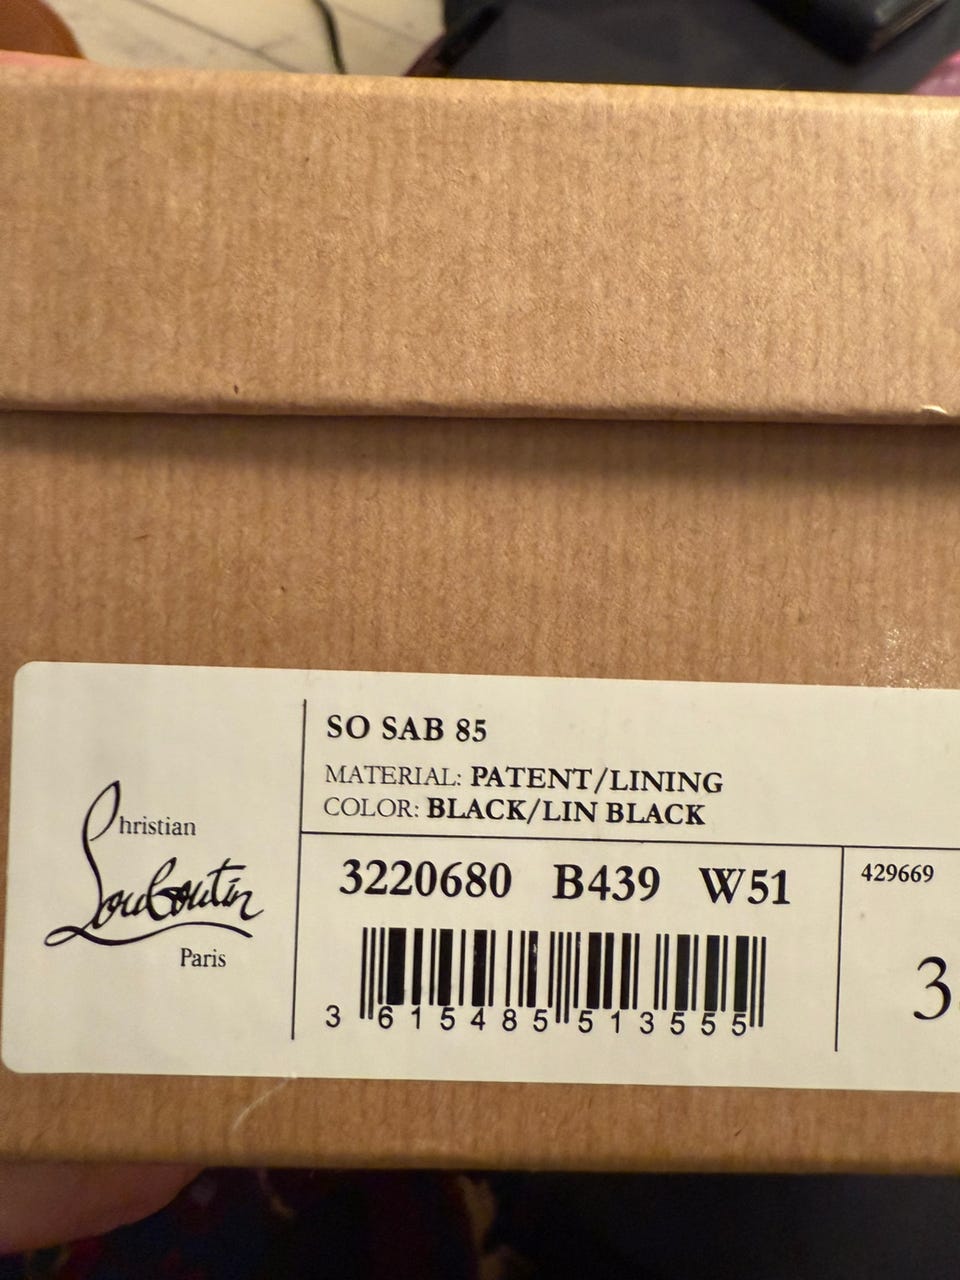 SO SAB 85
MATERIAL: PATENT/LINING
COLOR: BLACK/LIN BLACK
Christian
Louboutin
Paris
3220680 B439 W51
429669
3 615485 513555
3